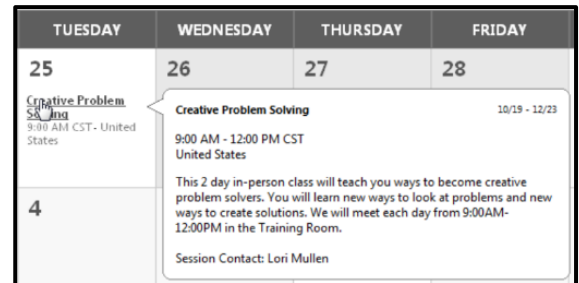 TUESDAY WEDNESDAY THURSDAY FRIDAY
25 26 27 28
Creative Problem
Solving
9:00 AM CST- United
States
Creative Problem Solving 10/19 - 12/23
9:00 AM - 12:00 PM CST
United States
This 2 day in-person class will teach you ways to become creative
problem solvers. You will learn new ways to look at problems and new
ways to create solutions. We will meet each day from 9:00AM-
12:00PM in the Training Room.
Session Contact: Lori Mullen
4